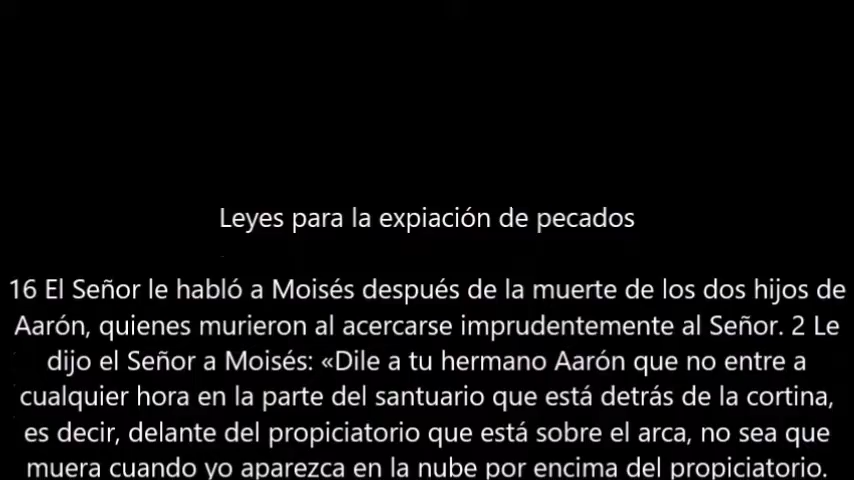 Leyes para la expiación de pecados
16 El Señor le habló a Moisés después de la muerte de los dos hijos de
Aarón, quienes murieron al acercarse imprudentemente al Señor. 2 Le
dijo el Señor a Moisés: «Dile a tu hermano Aarón que no entre a
cualquier hora en la parte del santuario que está detrás de la cortina,
es decir, delante del propiciatorio que está sobre el arca, no sea que
muera cuando yo aparezca en la nube por encima del propiciatorio.